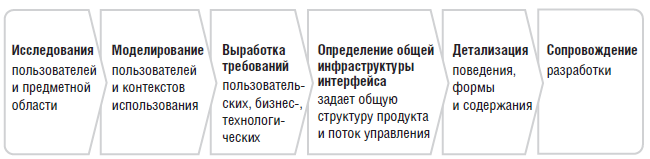 Исследования
пользователей
и предметной
области
Моделирование
пользователей
и контекстов
использования
Выработка
требований
пользователь-
ских, бизнес-,
технологи-
ческих
Определение общей
инфраструктуры
интерфейса
задает общую
структуру продукта
и поток управления
Детализация
поведения,
формы
и содержания
Сопровождение
разработки